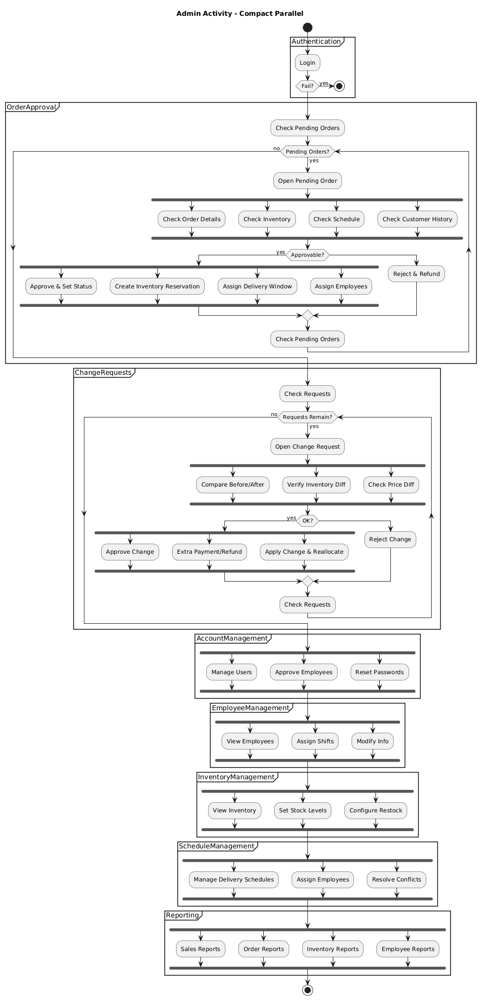 Admin Activity - Compact Parallel
Authentication
Login
Fail?
yes
OrderApproval
Check Pending Orders
no
Pending Orders?
yes
Open Pending Order
Check Order Details
Check Inventory
Check Schedule
Check Customer History
yes
Approvable?
Approve & Set Status
Create Inventory Reservation
Assign Delivery Window
Assign Employees
Reject & Refund
Check Pending Orders
ChangeRequests
Check Requests
no
Requests Remain?
yes
Open Change Request
Compare Before/After
Verify Inventory Diff
Check Price Diff
yes
OK?
Approve Change
Extra Payment/Refund
Apply Change & Reallocate
Reject Change
Check Requests
AccountManagement
Manage Users
Approve Employees
Reset Passwords
EmployeeManagement
View Employees
Assign Shifts
Modify Info
InventoryManagement
View Inventory
Set Stock Levels
Configure Restock
ScheduleManagement
Manage Delivery Schedules
Assign Employees
Resolve Conflicts
Reporting
Sales Reports
Order Reports
Inventory Reports
Employee Reports